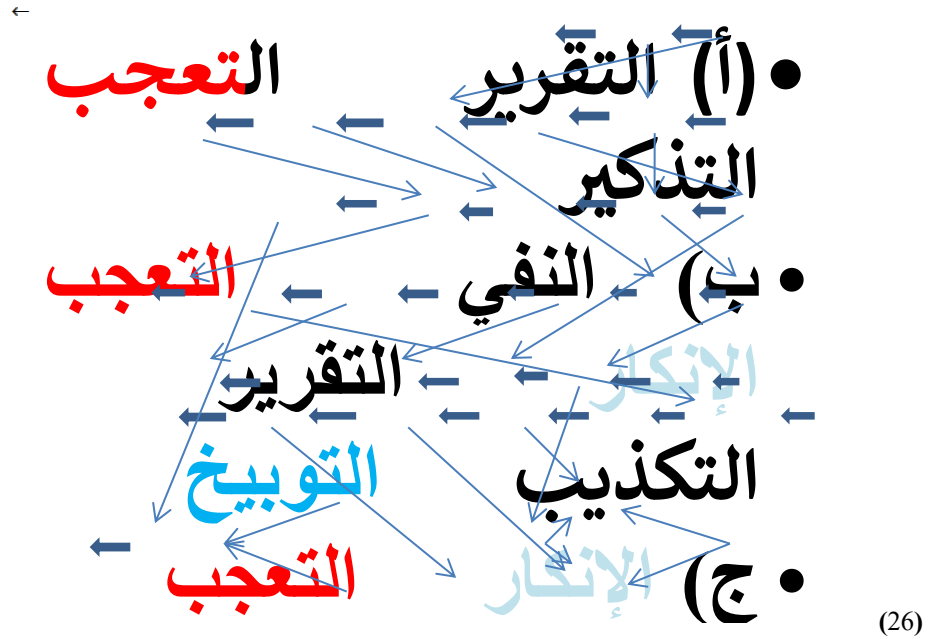 ←
• (أ) التقرير التعجب
التذكير
• ب) النفي التعجب
الإنكار التقرير
التكذيب التوبيخ
• ج) الإنكار التعجب
(26)